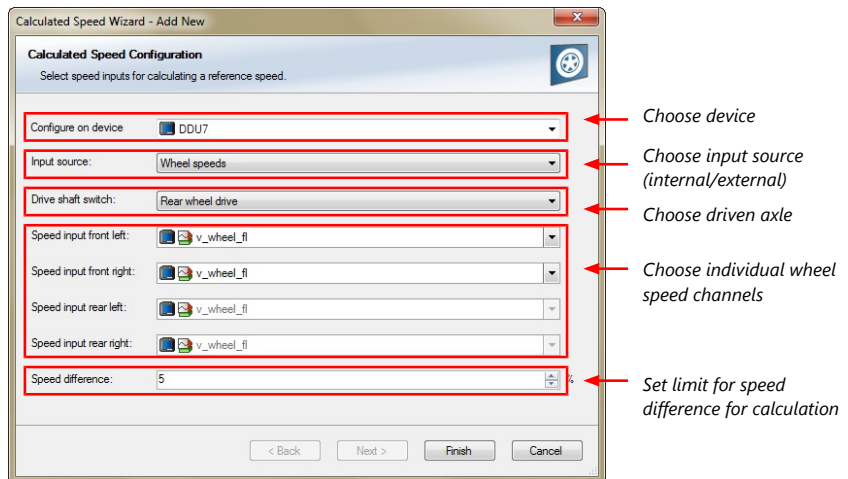 Calculated Speed Wizard - Add New
Calculated Speed Configuration
Select speed inputs for calculating a reference speed.
Configure on device
DDU7
Choose device
Input source:
Wheel speeds
Choose input source
(internal/external)
Drive shaft switch:
Rear wheel drive
Choose driven axle
Speed input front left:
v_wheel_fl
Speed input front right:
v_wheel_fl
Choose individual wheel
speed channels
Speed input rear left:
v_wheel_fl
Speed input rear right:
v_wheel_fl
Speed difference:
5
%
Set limit for speed
difference for calculation
< Back
Next >
Finish
Cancel